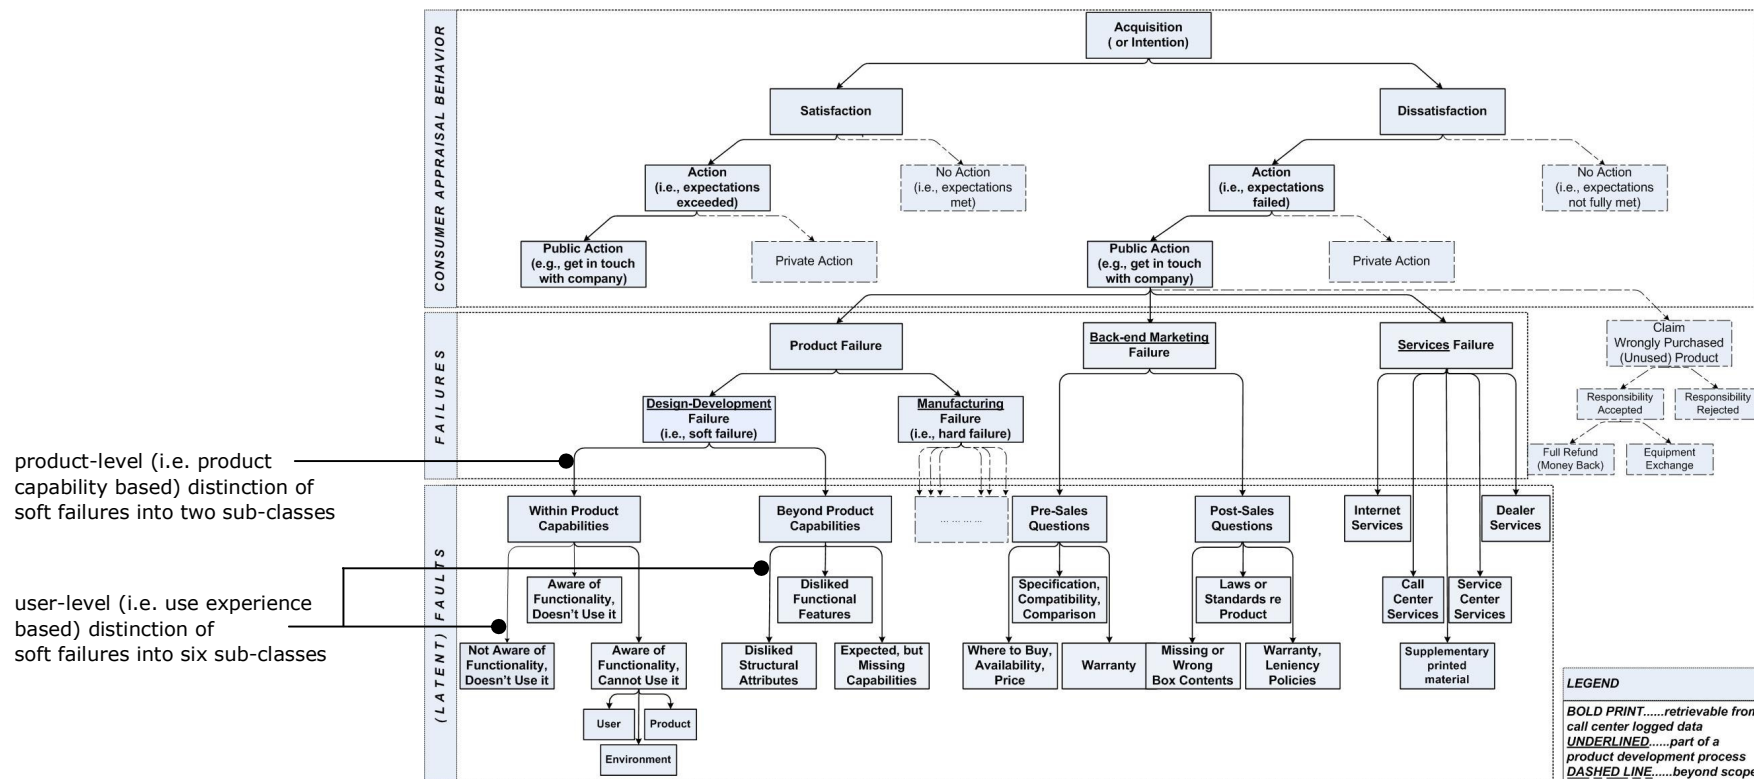 CONSUMER APPRAISAL BEHAVIOR
Acquisition
( or Intention)
Satisfaction
Dissatisfaction
Action
(i.e., expectations
exceeded)
No Action
(i.e., expectations
met)
Action
(i.e., expectations
failed)
No Action
(i.e., expectations
not fully met)
Public Action
(e.g., get in touch
with company)
Private Action
Public Action
(e.g., get in touch
with company)
Private Action
FAILURES
Product Failure
Back-end Marketing
Failure
Services Failure
Claim
Wrongly Purchased
(Unused) Product
Design-Development
Failure
(i.e., soft failure)
Manufacturing
Failure
(i.e., hard failure)
Responsibility
Accepted
Responsibility
Rejected
Full Refund
(Money Back)
Equipment
Exchange
product-level (i.e. product
capability based) distinction of
soft failures into two sub-classes
(LATENT) FAULTS
Within Product
Capabilities
Beyond Product
Capabilities
... ... ... ...
Pre-Sales
Questions
Post-Sales
Questions
Internet
Services
Dealer
Services
user-level (i.e. use experience
based) distinction of
soft failures into six sub-classes
Aware of
Functionality,
Doesn't Use it
Disliked
Functional
Features
Specification,
Compatibility,
Comparison
Laws or
Standards re
Product
Call
Center
Services
Service
Center
Services
Not Aware of
Functionality,
Doesn't Use it
Aware of
Functionality,
Cannot Use it
Disliked
Structural
Attributes
Expected, but
Missing
Capabilities
Where to Buy,
Availability,
Price
Warranty
Missing or
Wrong
Box Contents
Warranty,
Leniency
Policies
Supplementary
printed
material
User
Product
Environment
LEGEND
BOLD PRINT......retrievable from
call center logged data
UNDERLINED......part of a
product development process
DASHED LINE......beyond scope